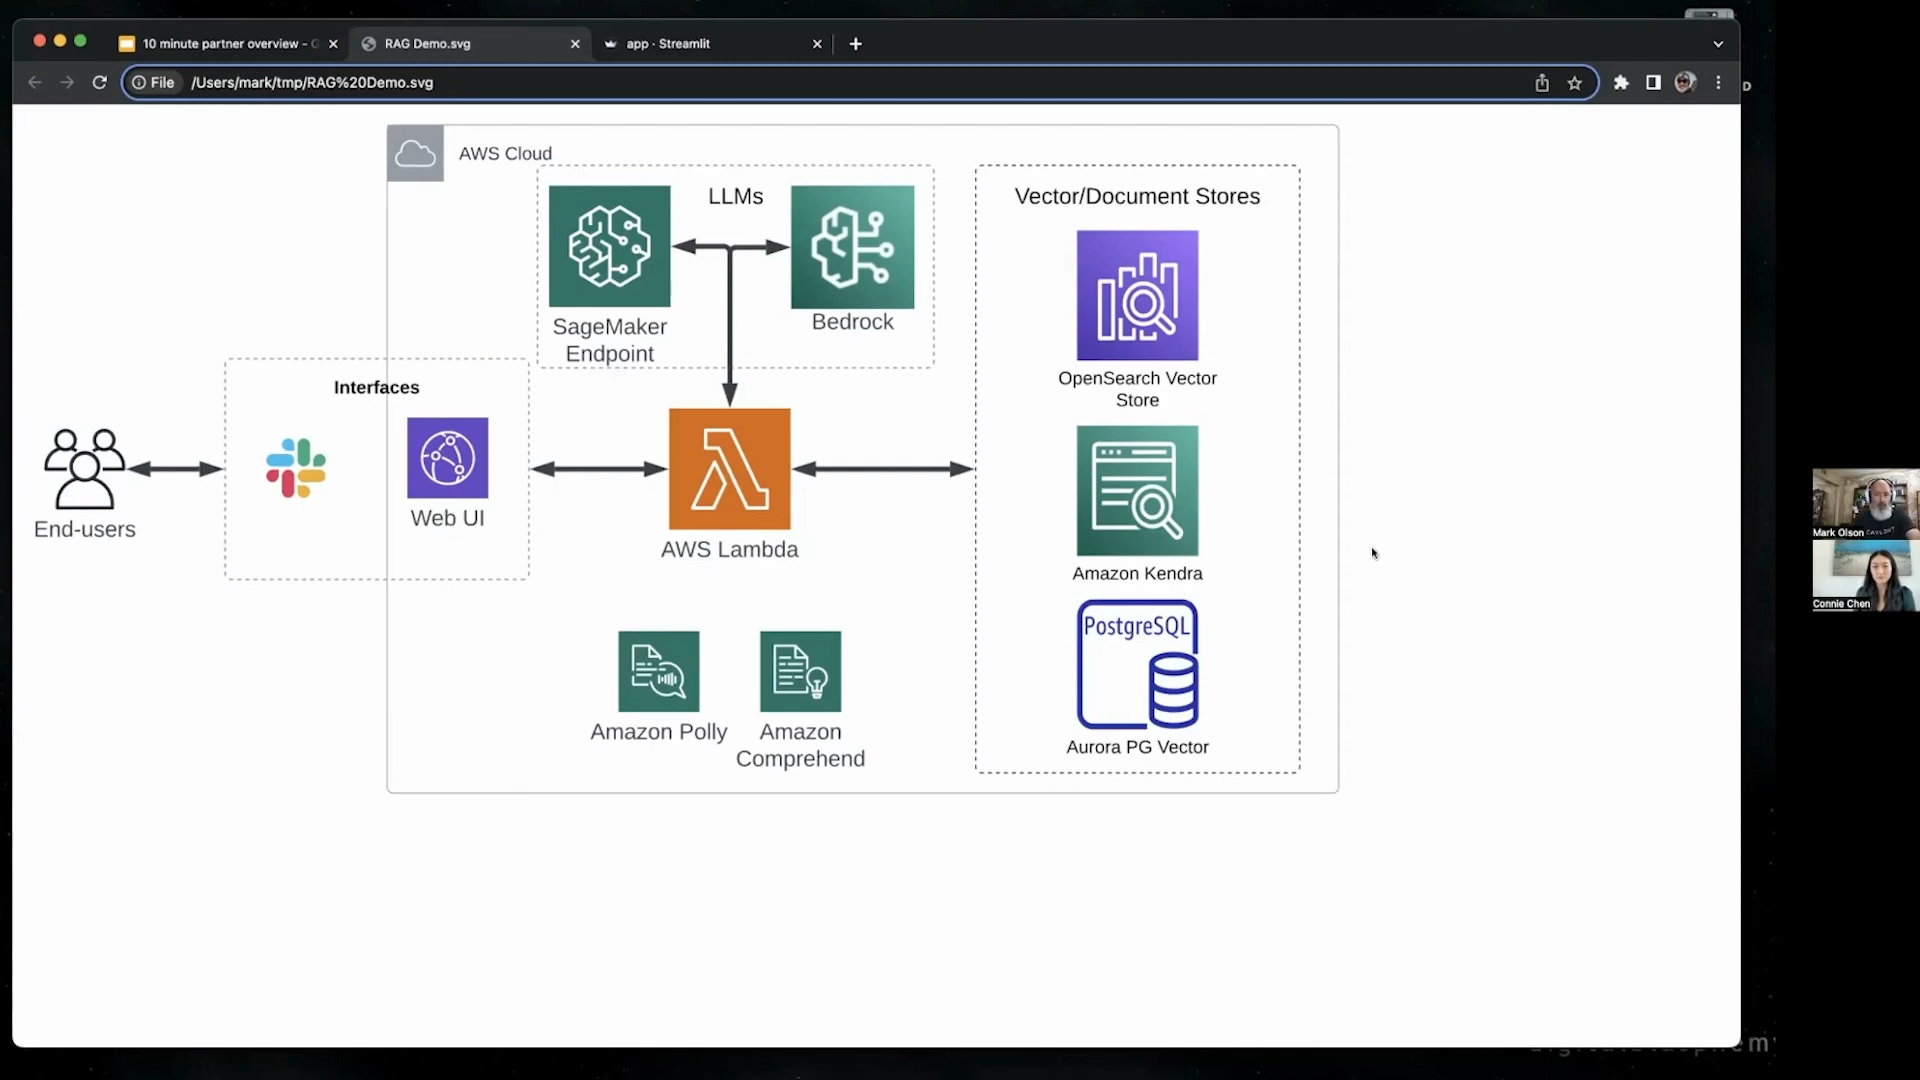 10 minute partner overview - G
RAG Demo.svg
app · Streamlit
File
/Users/mark/tmp/RAG%20Demo.svg
D
AWS Cloud
LLMs
SageMaker
Endpoint
Bedrock
Vector/Document Stores
OpenSearch Vector
Store
Interfaces
End-users
Web UI
AWS Lambda
Amazon Kendra
PostgreSQL
Aurora PG Vector
Amazon Polly
Amazon
Comprehend
Mark Olson
CAYLENT
Connie Chen